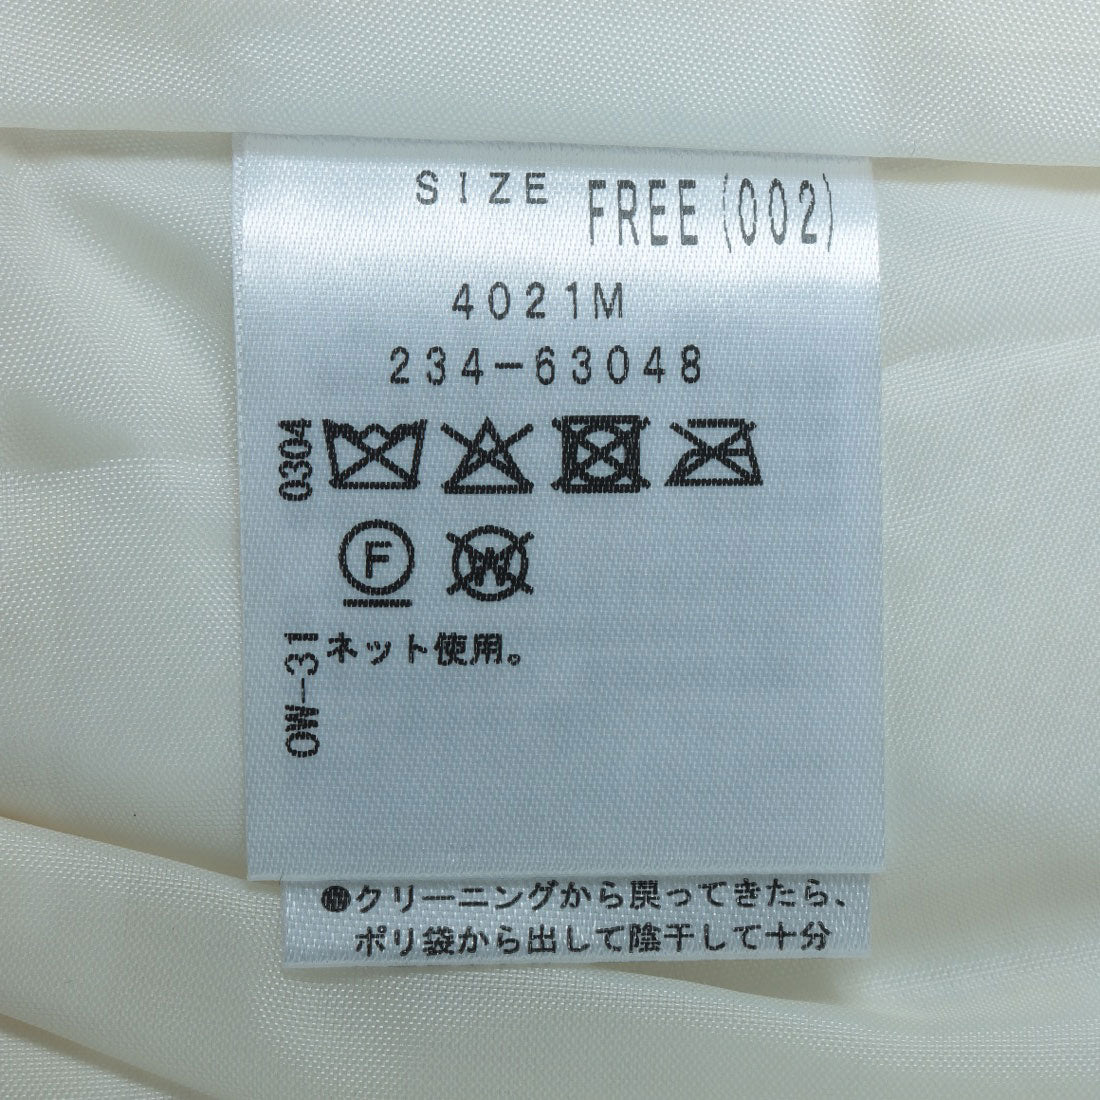 SIZE FREE(002)
4021M
234-63048
0304
F
W
OW-31
ネット使用。
●クリーニングから戻ってきたら、
ポリ袋から出して陰干しして十分